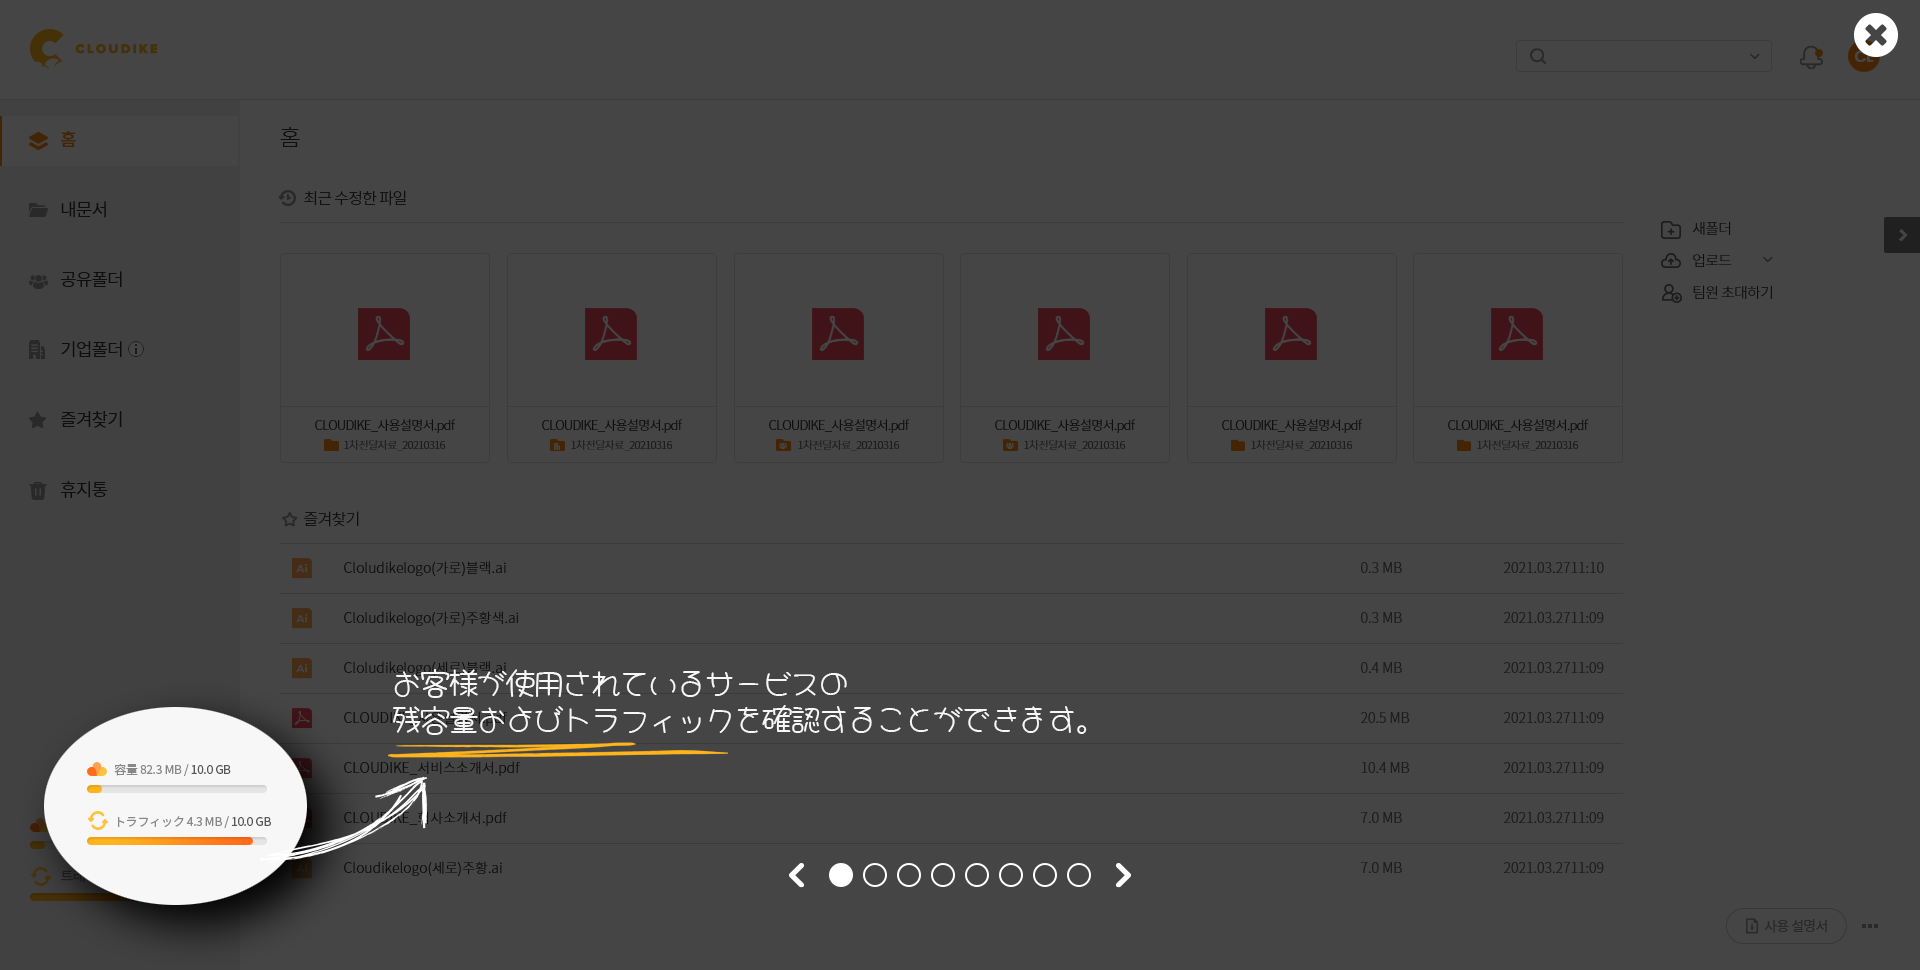 CLOUDIKE
홈
내문서
공유폴더
기업폴더
즐겨찾기
휴지통
홈
최근 수정한 파일
CLOUDIKE_사용설명서.pdf
1차전달자료_20210316
CLOUDIKE_사용설명서.pdf
1차전달자료_20210316
CLOUDIKE_사용설명서.pdf
1차전달자료_20210316
CLOUDIKE_사용설명서.pdf
1차전달자료_20210316
CLOUDIKE_사용설명서.pdf
1차전달자료_20210316
CLOUDIKE_사용설명서.pdf
1차전달자료_20210316
새폴더
업로드
팀원 초대하기
즐겨찾기
Ai Cloludikelogo(가로)블랙.ai 0.3 MB 2021.03.2711:10
Ai Cloludikelogo(가로)주황색.ai 0.3 MB 2021.03.2711:09
Ai Cloludikelogo(세로)블랙.ai 0.4 MB 2021.03.2711:09
お客様が使用されているサービスの
残容量およびトラフィックを確認することができます。
20.5 MB 2021.03.2711:09
CLOUDIKE_서비스소개서.pdf 10.4 MB 2021.03.2711:09
CLOUDIKE_회사소개서.pdf 7.0 MB 2021.03.2711:09
Cloudikelogo(세로)주황.ai 7.0 MB 2021.03.2711:09
容量 82.3 MB / 10.0 GB
トラフィック 4.3 MB / 10.0 GB
사용 설명서